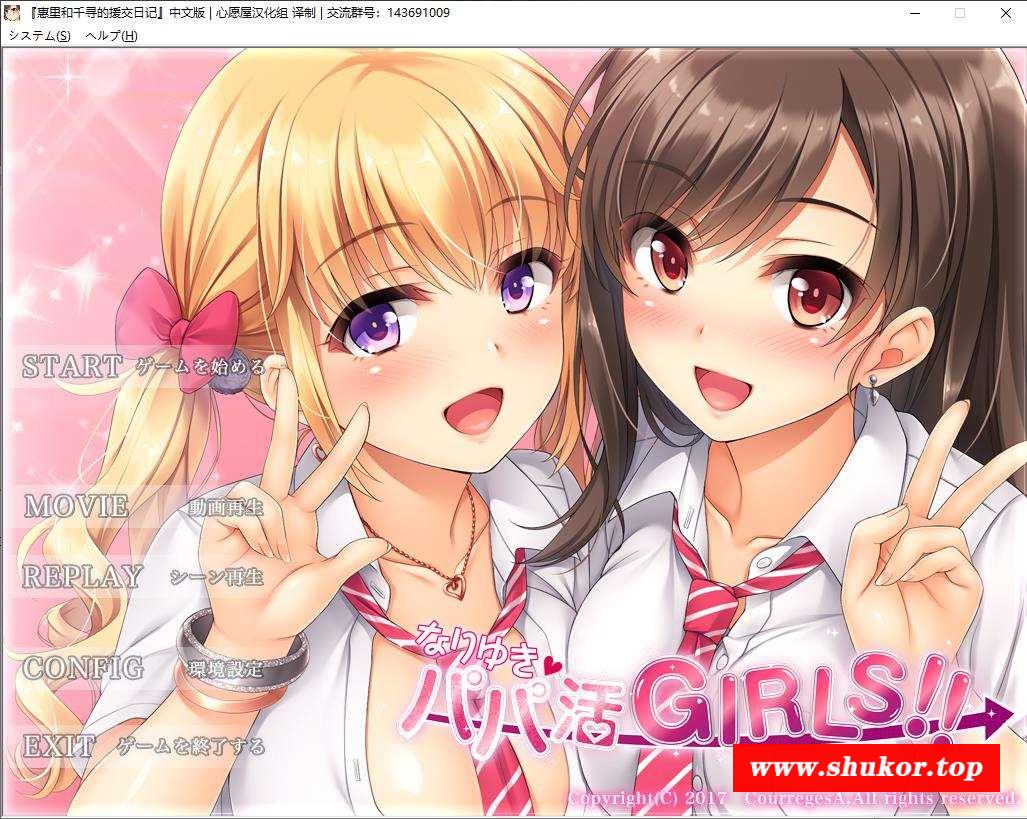 『惠里和千寻的援交日记』中文版 | 心愿屋汉化组 译制 | 交流群号：143691009
システム(S) ヘルプ(H)
START ゲームを始める
MOVIE 動画再生
REPLAY シーン再生
CONFIG 環境設定
EXIT ゲームを終了する
なりゆき
パパ活GIRLS!!
www.shukor.top
Copyright(C) 2017 CourregesA.All rights reserved.